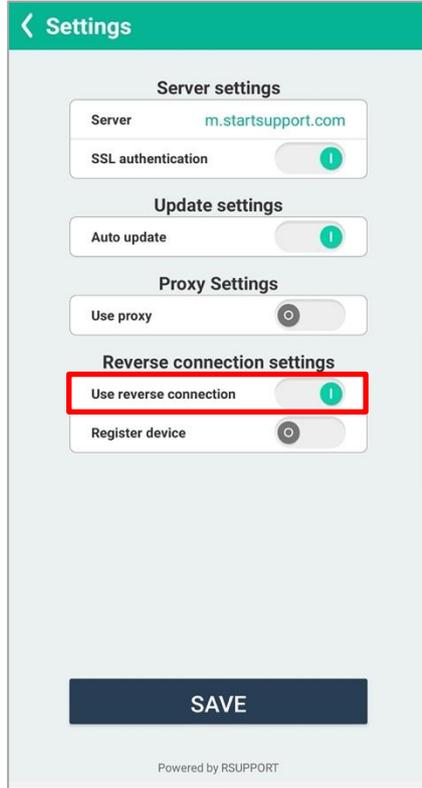 Settings
Server settings
Server m.startsupport.com
SSL authentication
Update settings
Auto update
Proxy Settings
Use proxy
Reverse connection settings
Use reverse connection
Register device
SAVE
Powered by RSUPPORT